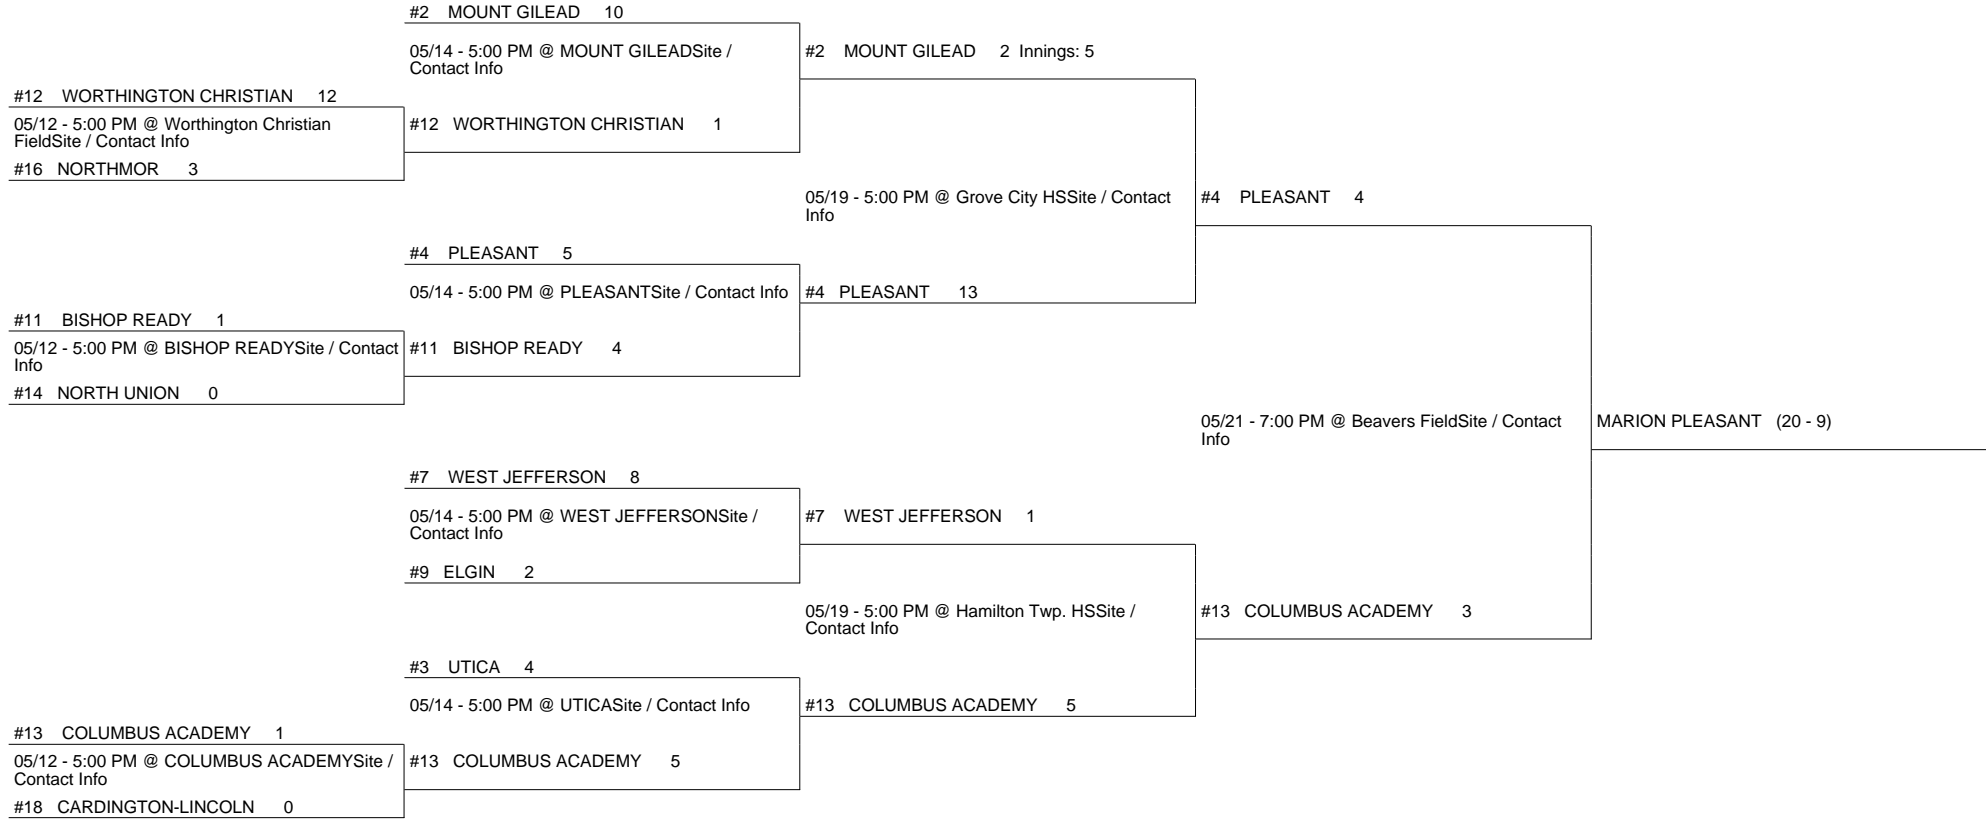 #2 MOUNT GILEAD 10
05/14 - 5:00 PM @ MOUNT GILEADSite /
Contact Info
#2 MOUNT GILEAD 2 Innings: 5
#12 WORTHINGTON CHRISTIAN 12
05/12 - 5:00 PM @ Worthington Christian
FieldSite / Contact Info
#12 WORTHINGTON CHRISTIAN 1
#16 NORTHMOR 3
05/19 - 5:00 PM @ Grove City HSSite / Contact
Info
#4 PLEASANT 4
#4 PLEASANT 5
05/14 - 5:00 PM @ PLEASANTSite / Contact Info
#4 PLEASANT 13
#11 BISHOP READY 1
05/12 - 5:00 PM @ BISHOP READYSite / Contact
Info
#11 BISHOP READY 4
#14 NORTH UNION 0
05/21 - 7:00 PM @ Beavers FieldSite / Contact
Info
MARION PLEASANT (20 - 9)
#7 WEST JEFFERSON 8
05/14 - 5:00 PM @ WEST JEFFERSONSite /
Contact Info
#7 WEST JEFFERSON 1
#9 ELGIN 2
05/19 - 5:00 PM @ Hamilton Twp. HSSite /
Contact Info
#13 COLUMBUS ACADEMY 3
#3 UTICA 4
05/14 - 5:00 PM @ UTICASite / Contact Info
#13 COLUMBUS ACADEMY 5
#13 COLUMBUS ACADEMY 1
05/12 - 5:00 PM @ COLUMBUS ACADEMYSite /
Contact Info
#13 COLUMBUS ACADEMY 5
#18 CARDINGTON-LINCOLN 0